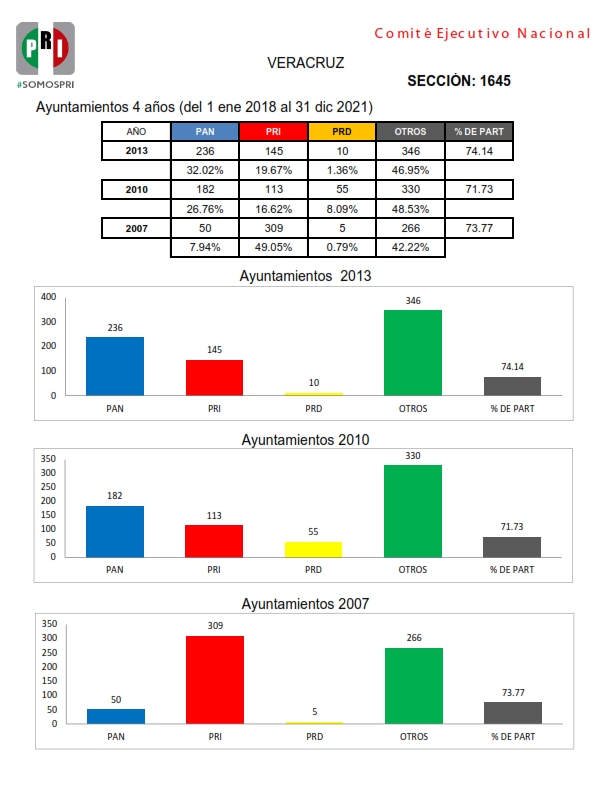 Comité Ejecutivo Nacional
PRI
#SOMOSPRI
VERACRUZ
SECCIÓN: 1645
Ayuntamientos 4 años (del 1 ene 2018 al 31 dic 2021)
AÑO PAN PRI PRD OTROS % DE PART
2013 236 145 10 346 74.14
32.02% 19.67% 1.36% 46.95%
2010 182 113 55 330 71.73
26.76% 16.62% 8.09% 48.53%
2007 50 309 5 266 73.77
7.94% 49.05% 0.79% 42.22%
Ayuntamientos 2013
400
300
200
100
0
236 145 10 346 74.14
PAN PRI PRD OTROS % DE PART
Ayuntamientos 2010
350
300
250
200
150
100
50
0
182 113 55 330 71.73
PAN PRI PRD OTROS % DE PART
Ayuntamientos 2007
350
300
250
200
150
100
50
0
50 309 5 266 73.77
PAN PRI PRD OTROS % DE PART